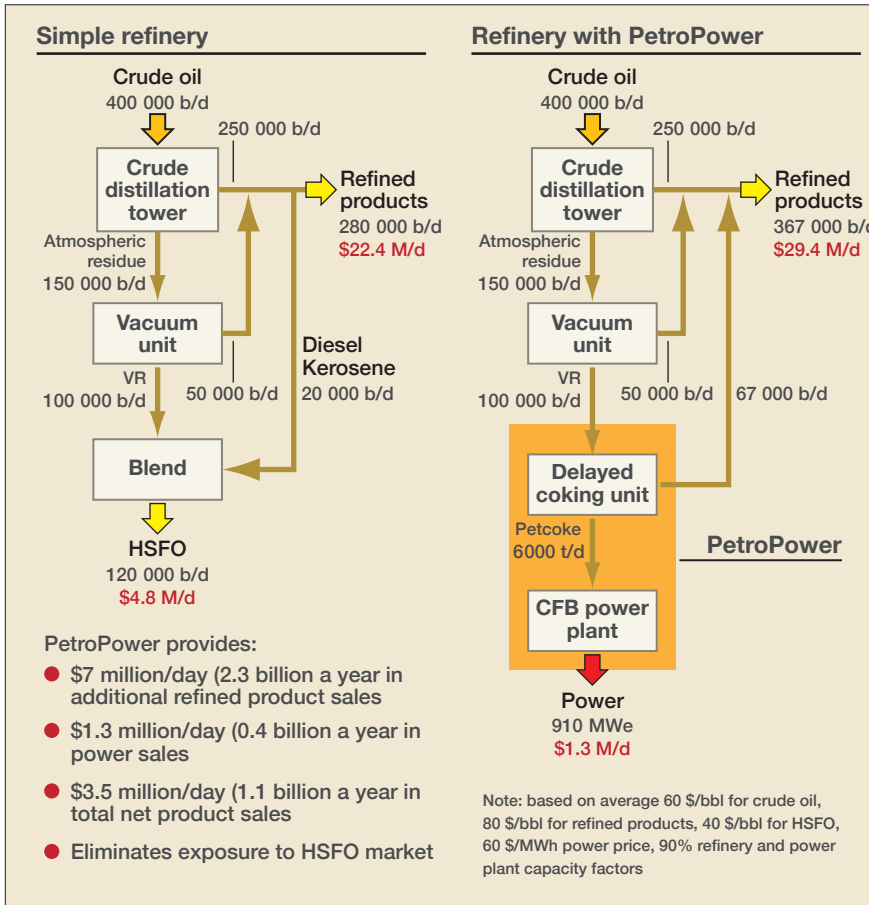 Simple refinery
Crude oil
400 000 b/d
250 000 b/d
Crude
distillation
tower
Refined
products
280 000 b/d
$22.4 M/d
Atmospheric
residue
150 000 b/d
Vacuum
unit
Diesel
Kerosene
20 000 b/d
50 000 b/d
VR
100 000 b/d
Blend
HSFO
120 000 b/d
$4.8 M/d
PetroPower provides:
$7 million/day (2.3 billion a year in
additional refined product sales
$1.3 million/day (0.4 billion a year in
power sales
$3.5 million/day (1.1 billion a year in
total net product sales
Eliminates exposure to HSFO market
Refinery with PetroPower
Crude oil
400 000 b/d
250 000 b/d
Crude
distillation
tower
Refined
products
367 000 b/d
$29.4 M/d
Atmospheric
residue
150 000 b/d
Vacuum
unit
VR
100 000 b/d
50 000 b/d
67 000 b/d
Delayed
coking unit
Petcoke
6000 t/d
PetroPower
CFB power
plant
Power
910 MWe
$1.3 M/d
Note: based on average 60 $/bbl for crude oil,
80 $/bbl for refined products, 40 $/bbl for HSFO,
60 $/MWh power price, 90% refinery and power
plant capacity factors